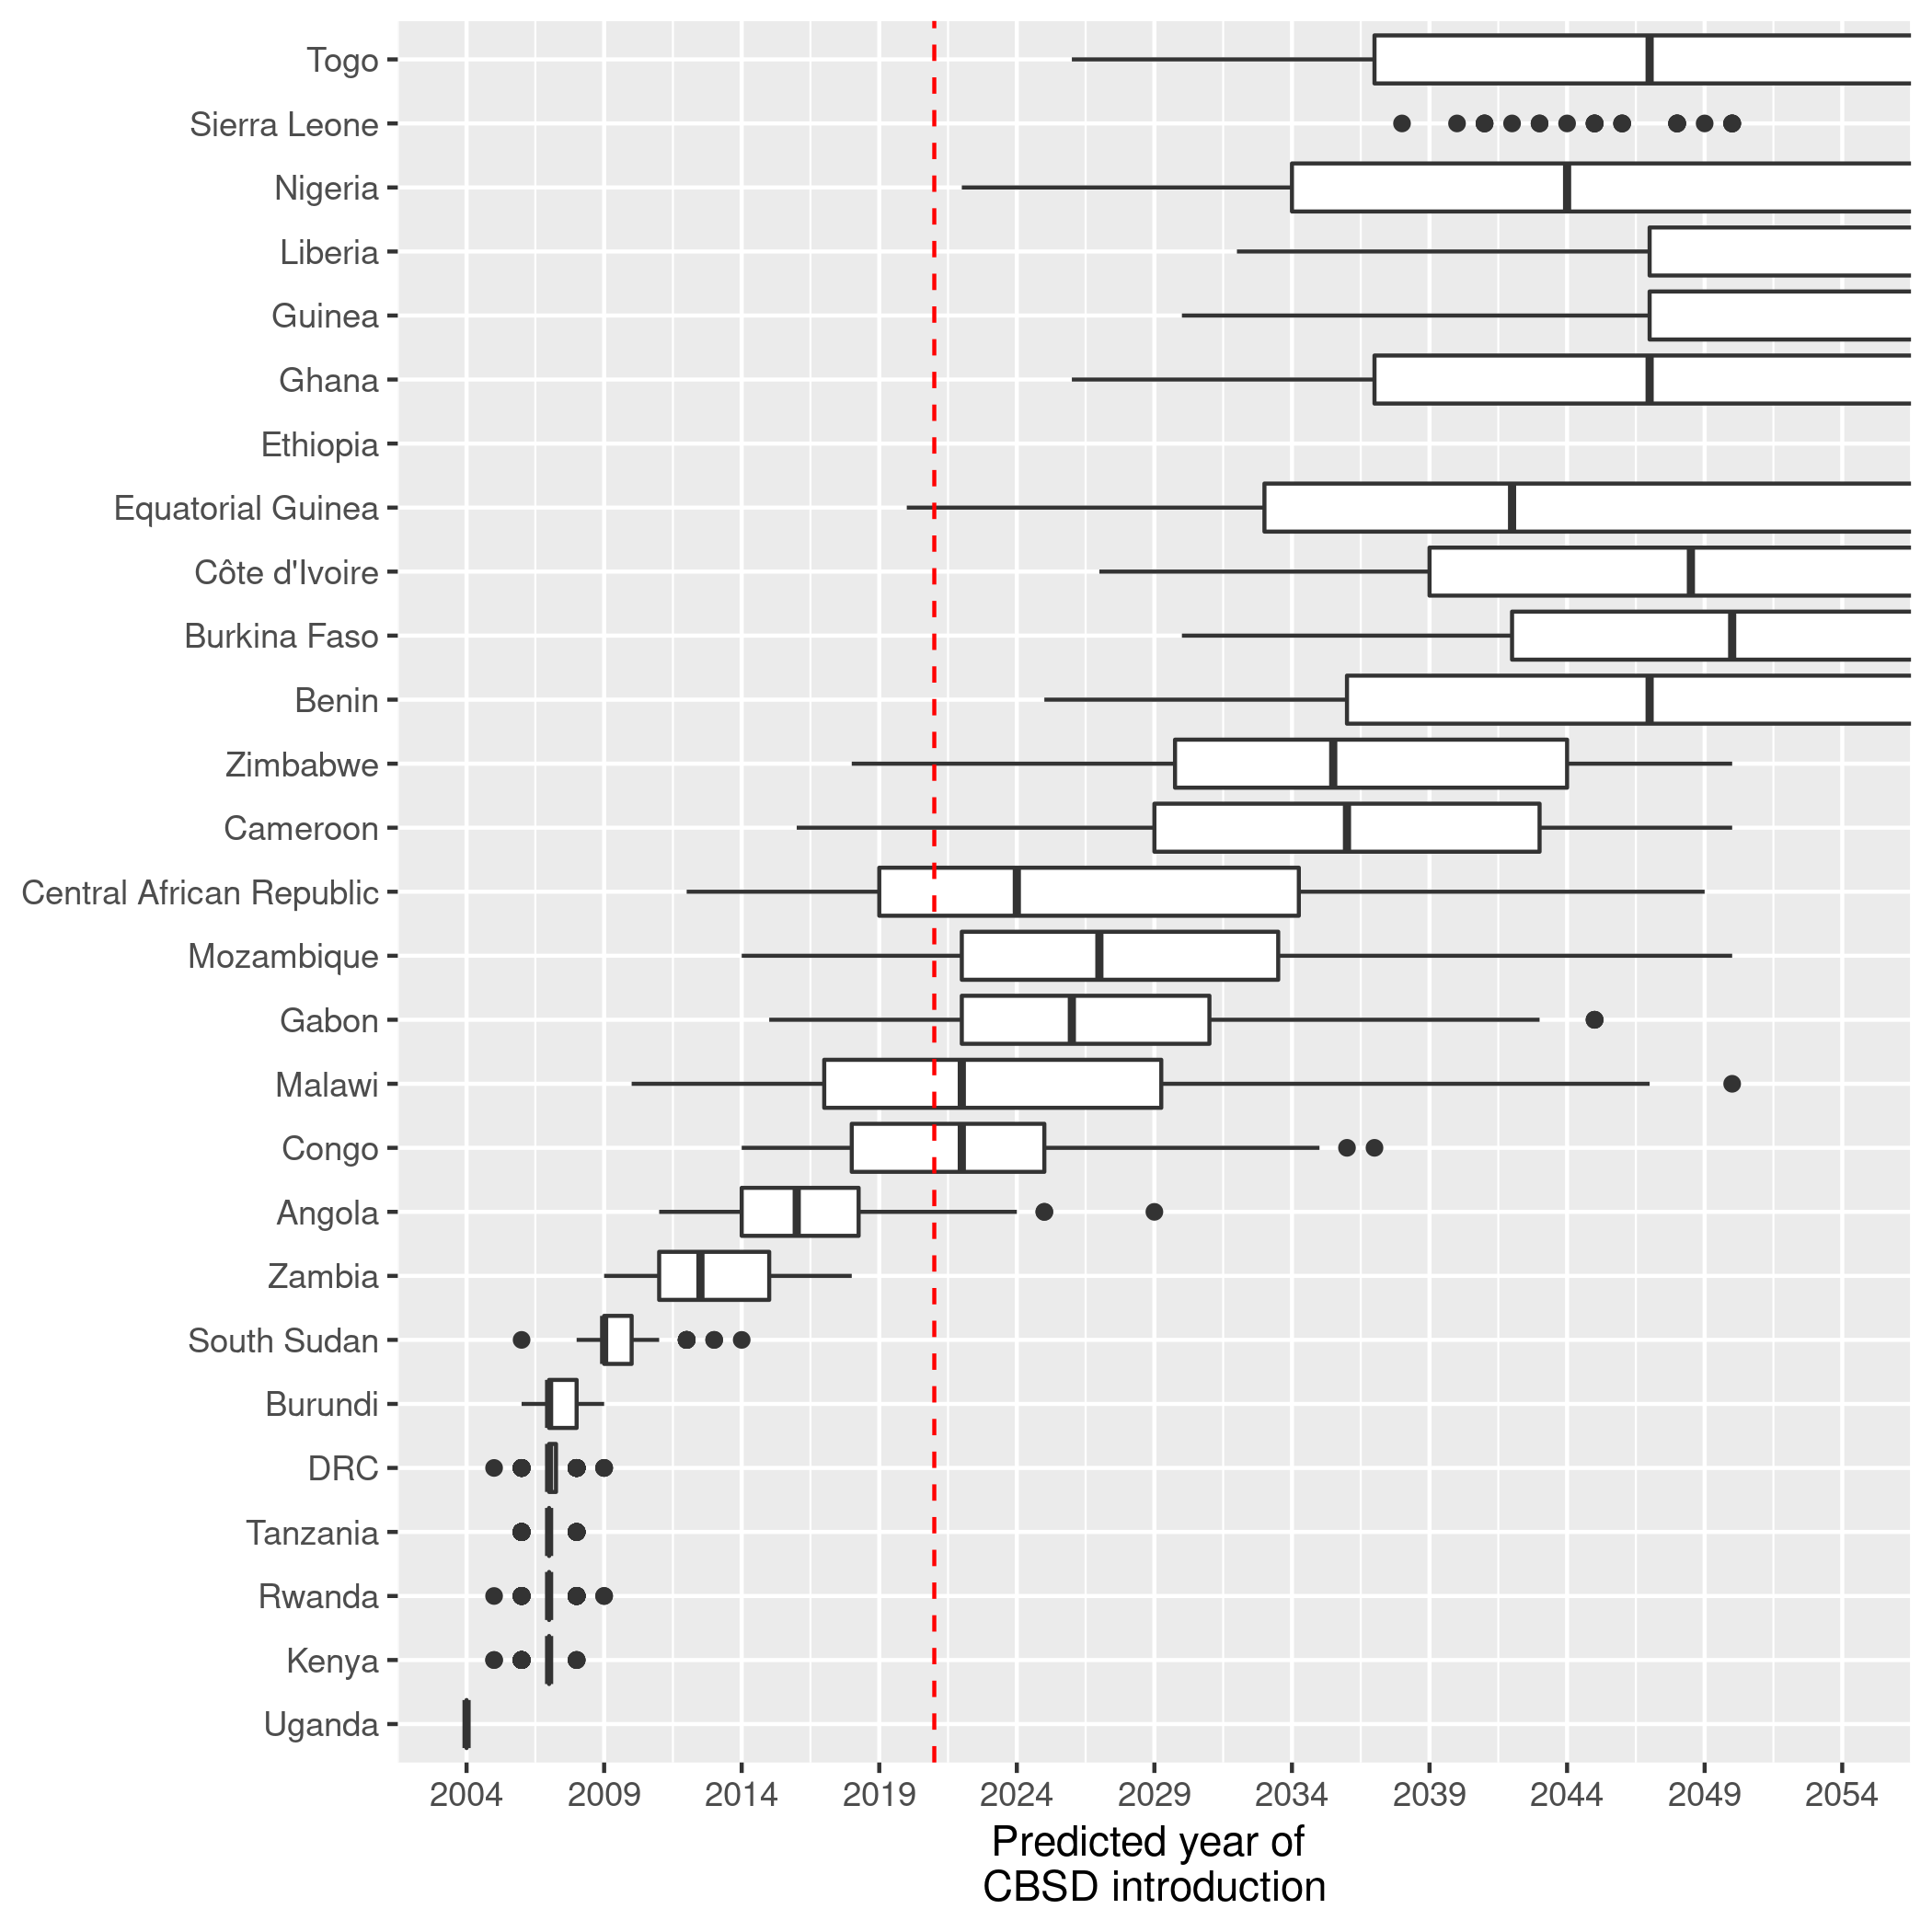 Togo
Sierra Leone
Nigeria
Liberia
Guinea
Ghana
Ethiopia
Equatorial Guinea
Côte d'Ivoire
Burkina Faso
Benin
Zimbabwe
Cameroon
Central African Republic
Mozambique
Gabon
Malawi
Congo
Angola
Zambia
South Sudan
Burundi
DRC
Tanzania
Rwanda
Kenya
Uganda
2004 2009 2014 2019 2024 2029 2034 2039 2044 2049 2054
Predicted year of
CBSD introduction